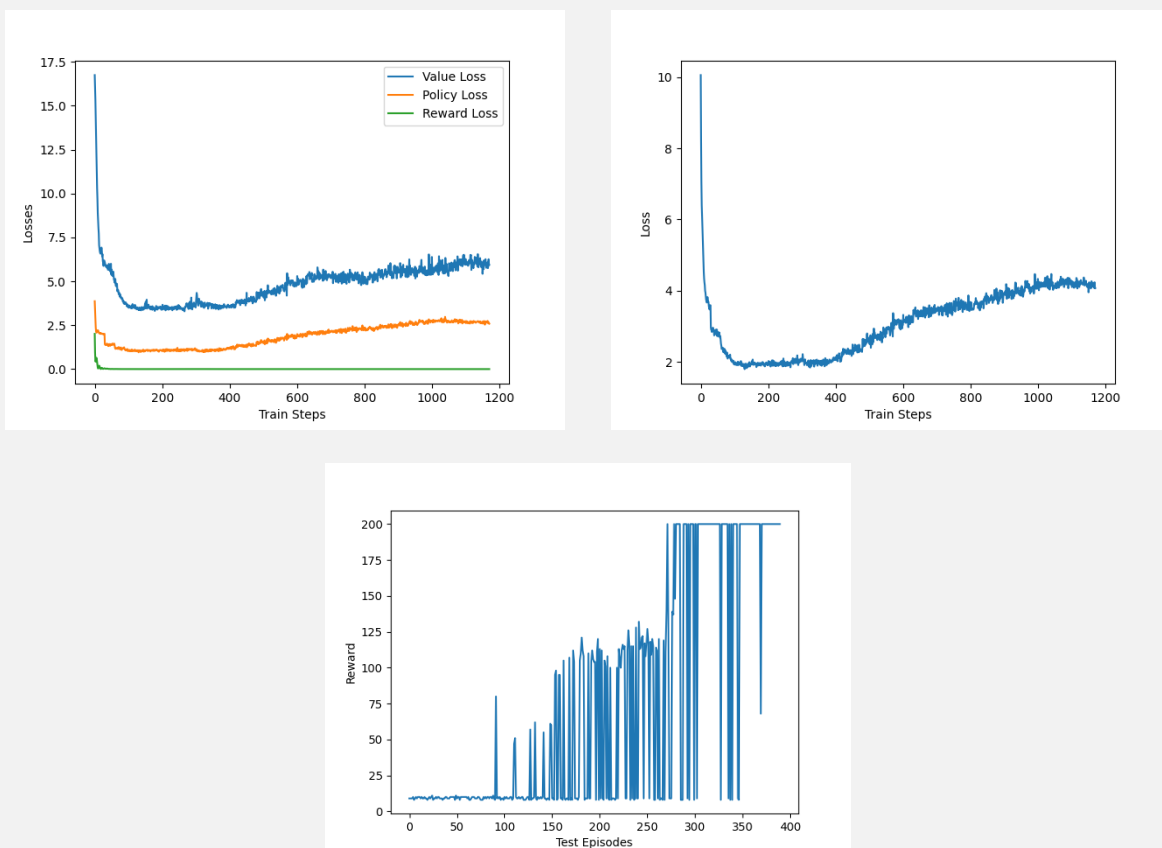 17.5
15.0
12.5
10.0
7.5
5.0
2.5
0.0
Losses
Value Loss
Policy Loss
Reward Loss
0 200 400 600 800 1000 1200
Train Steps
10
8
6
4
2
Loss
0 200 400 600 800 1000 1200
Train Steps
200
175
150
125
100
75
50
25
0
Reward
0 50 100 150 200 250 300 350 400
Test Episodes